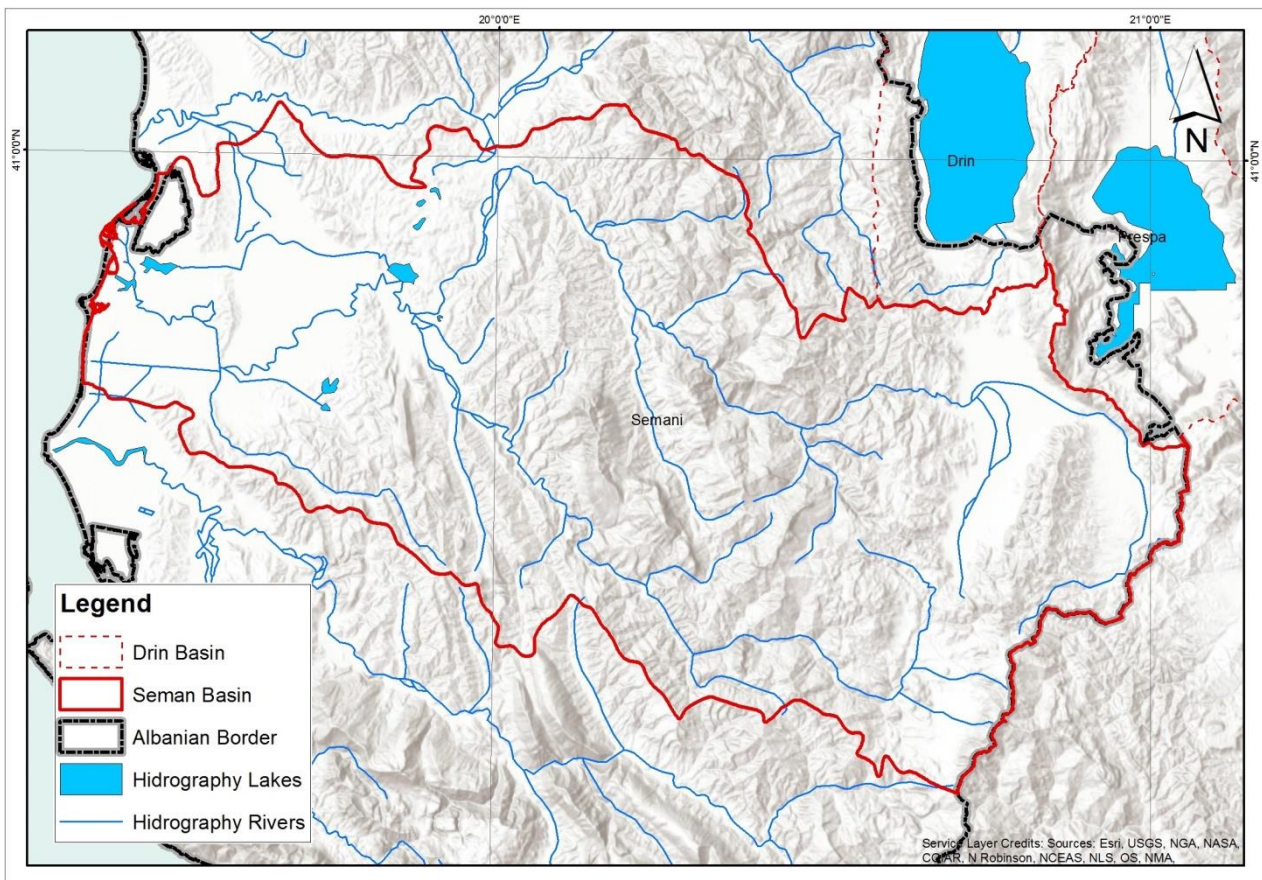 20°0'0"E
21°0'0"E
41°0'0"N
41°0'0"N
N
Drin
Prespa
Semani
Legend
Drin Basin
Seman Basin
Albanian Border
Hidrography Lakes
Hidrography Rivers
Service Layer Credits: Sources: Esri, USGS, NGA, NASA,
CGIAR, N Robinson, NCEAS, NLS, OS, NMA,